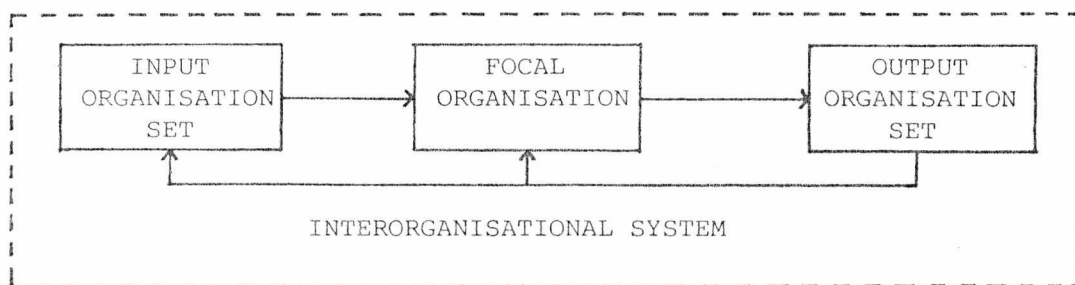 INPUT
ORGANISATION
SET
FOCAL
ORGANISATION
OUTPUT
ORGANISATION
SET
INTERORGANISATIONAL SYSTEM